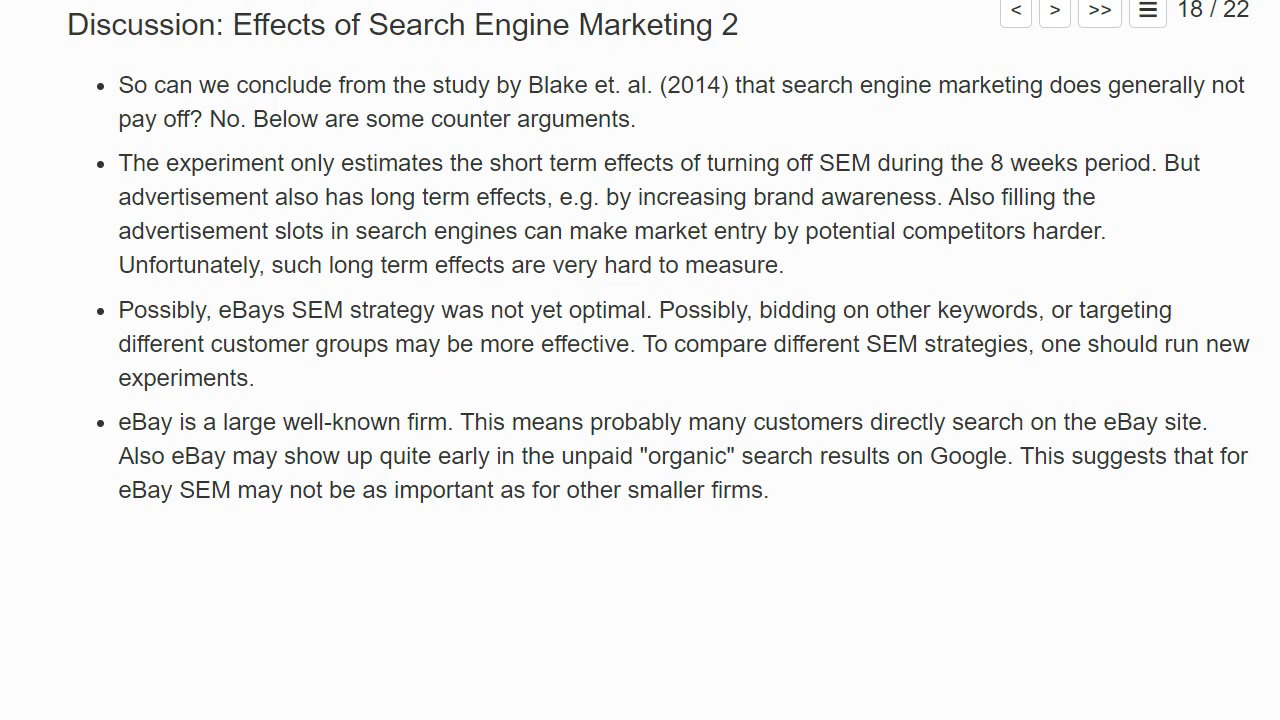 Discussion: Effects of Search Engine Marketing 2
< > >> ☰ 18 / 22
• So can we conclude from the study by Blake et. al. (2014) that search engine marketing does generally not
pay off? No. Below are some counter arguments.
• The experiment only estimates the short term effects of turning off SEM during the 8 weeks period. But
advertisement also has long term effects, e.g. by increasing brand awareness. Also filling the
advertisement slots in search engines can make market entry by potential competitors harder.
Unfortunately, such long term effects are very hard to measure.
• Possibly, eBays SEM strategy was not yet optimal. Possibly, bidding on other keywords, or targeting
different customer groups may be more effective. To compare different SEM strategies, one should run new
experiments.
• eBay is a large well-known firm. This means probably many customers directly search on the eBay site.
Also eBay may show up quite early in the unpaid "organic" search results on Google. This suggests that for
eBay SEM may not be as important as for other smaller firms.